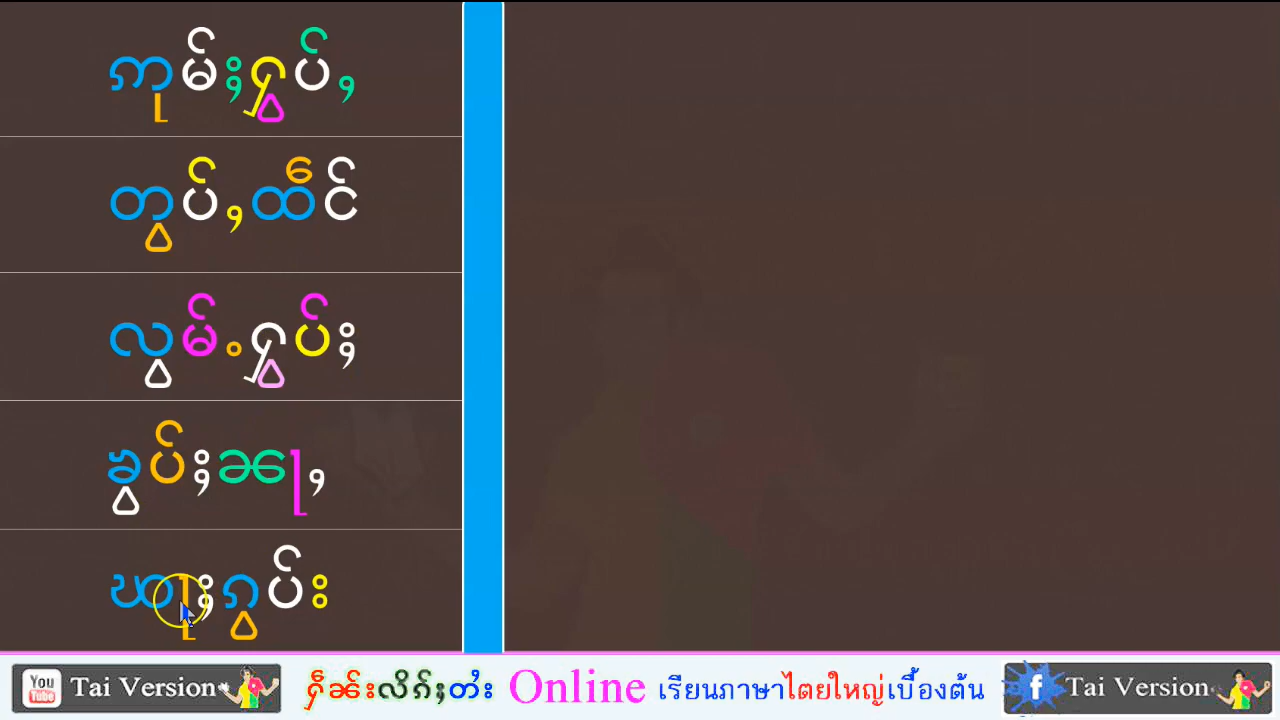 ဢုမ်ႈႁွပ်ႇ
တွပ်ႇထဵင်
လွမ်ႉႁွပ်ႈ
ၶွပ်ႈၼႃႇ
ၽုႈၵွပ်း
You Tube Tai Version ႁဵၼ်းလိၵ်ႈတႆး Online เรียนภาษาไตยใหญ่เบื้องต้น f Tai Version